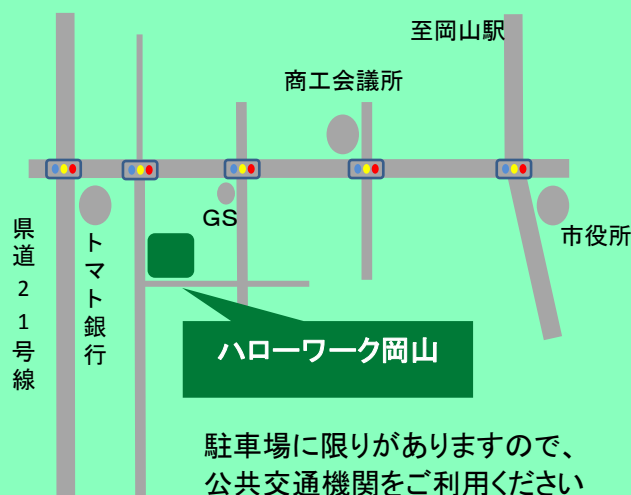 至岡山駅
商工会議所
GS
市役所
県道21号線
トマト銀行
ハローワーク岡山
駐車場に限りがありますので、
公共交通機関をご利用ください